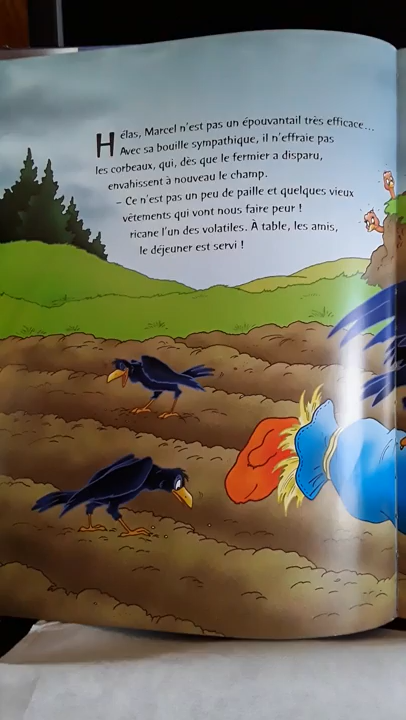 Hélas, Marcel n'est pas un épouvantail très efficace...
Avec sa bouille sympathique, il n'effraie pas
les corbeaux, qui, dès que le fermier a disparu,
envahissent à nouveau le champ.
– Ce n'est pas un peu de paille et quelques vieux
vêtements qui vont nous faire peur !
ricane l'un des volatiles. À table, les amis,
le déjeuner est servi !